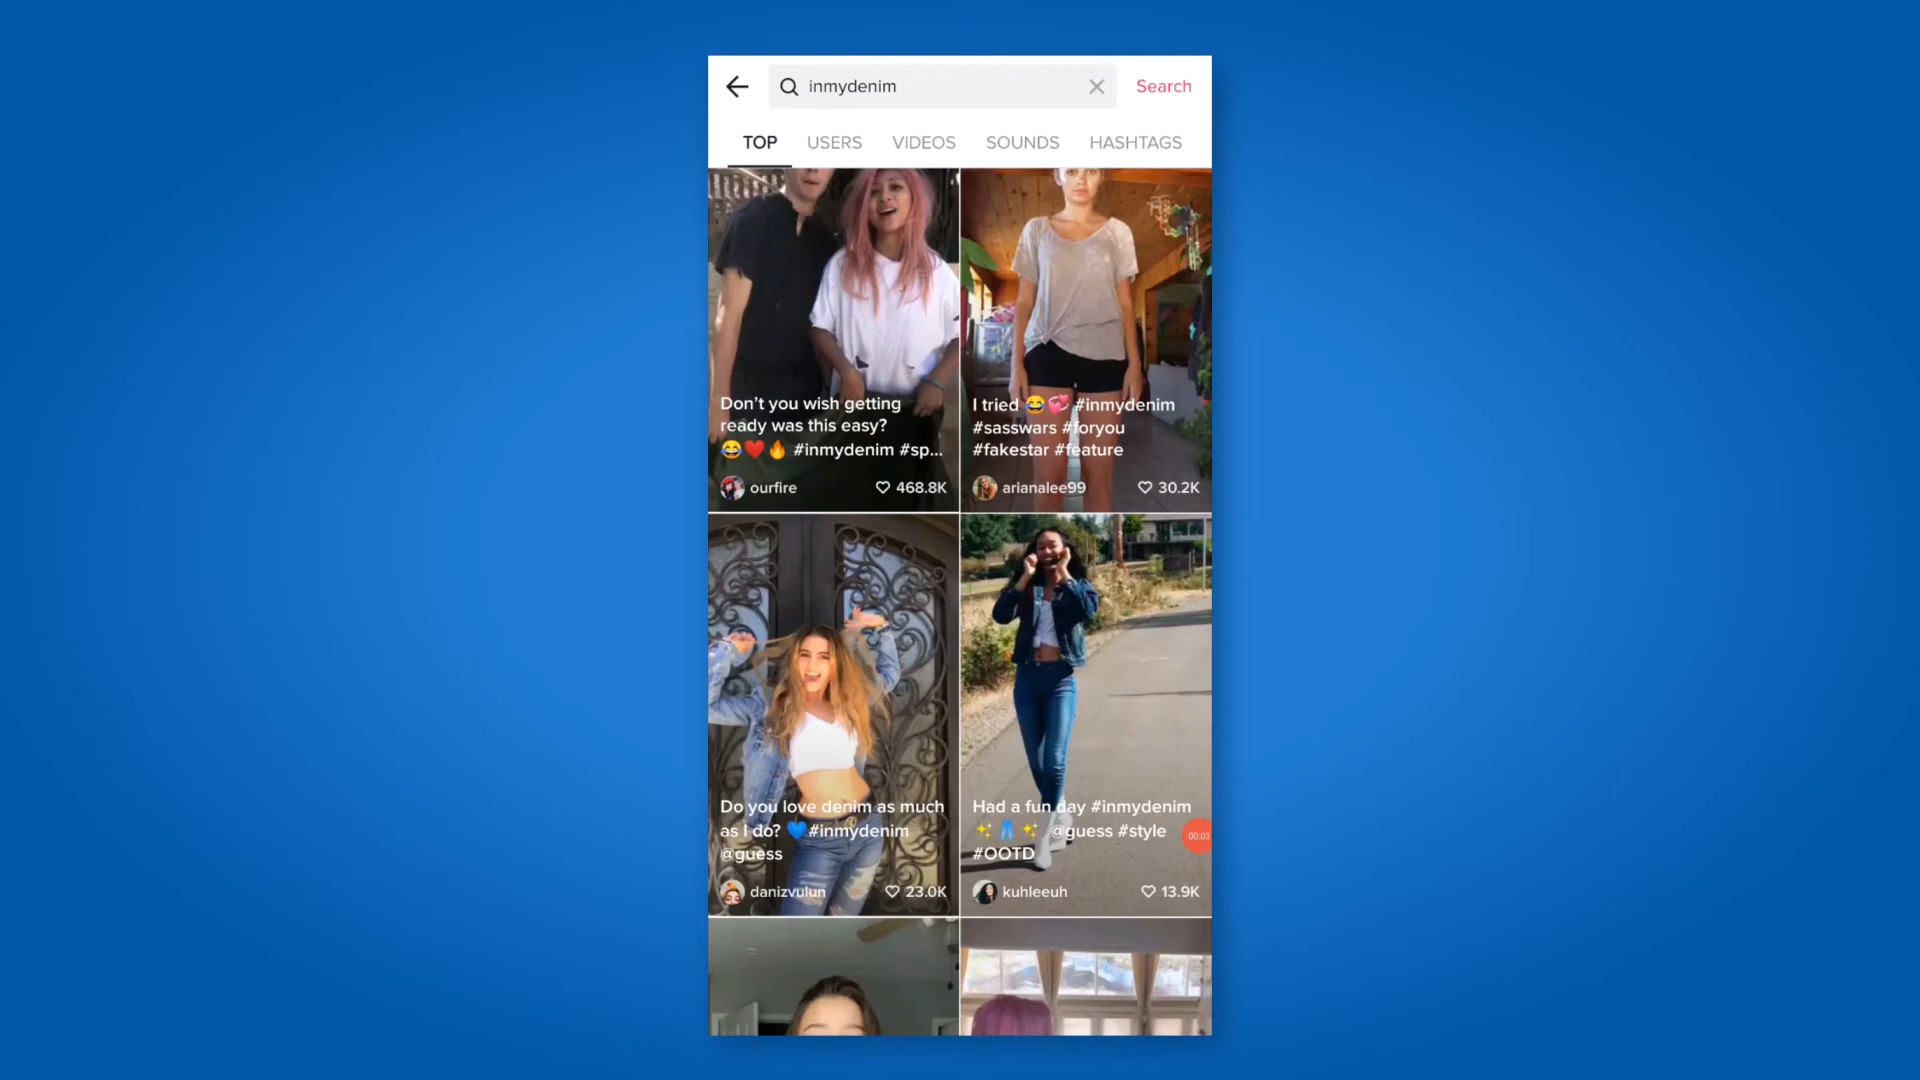 inmydenim
Search
TOP
USERS
VIDEOS
SOUNDS
HASHTAGS
Don’t you wish getting
ready was this easy?
😂❤️🔥 #inmydenim #sp...
ourfire
468.8K
I tried 😂💞 #inmydenim
#sasswars #foryou
#fakestar #feature
arianalee99
30.2K
Do you love denim as much
as I do? 💙#inmydenim
@guess
danizvulun
23.0K
Had a fun day #inmydenim
✨👖✨ @guess #style
#OOTD
kuhleeuh
13.9K
00:03